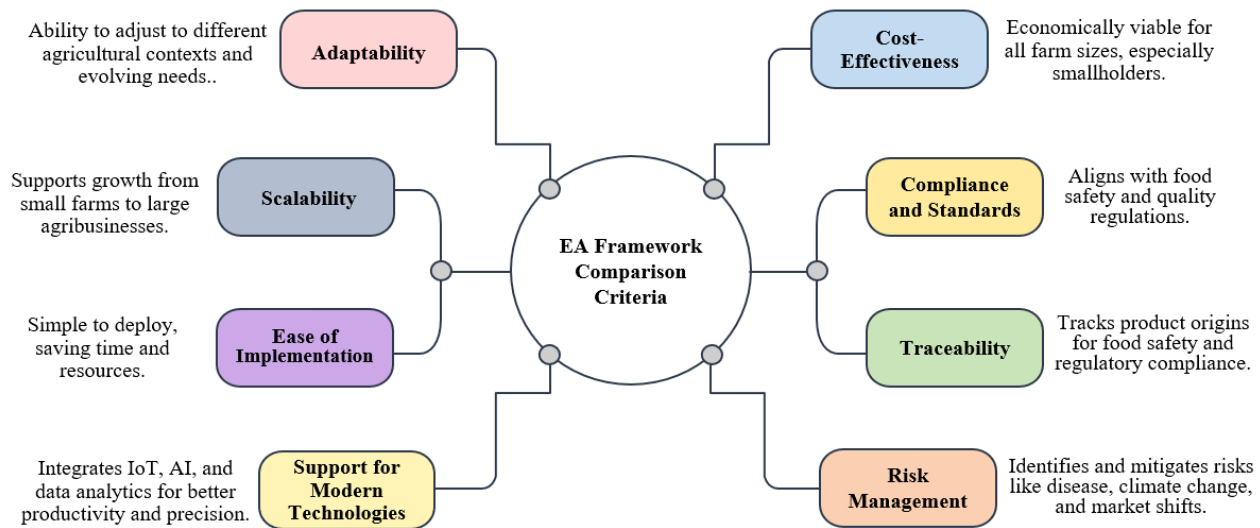 Ability to adjust to different
agricultural contexts and
evolving needs..
Adaptability
Supports growth from
small farms to large
agribusinesses.
Scalability
Simple to deploy,
saving time and
resources.
Ease of
Implementation
Integrates IoT, AI, and
data analytics for better
productivity and precision.
Support for
Modern
Technologies
EA Framework
Comparison
Criteria
Cost-
Effectiveness
Economically viable for
all farm sizes, especially
smallholders.
Compliance
and Standards
Aligns with food
safety and quality
regulations.
Traceability
Tracks product origins
for food safety and
regulatory compliance.
Risk
Management
Identifies and mitigates risks
like disease, climate change,
and market shifts.